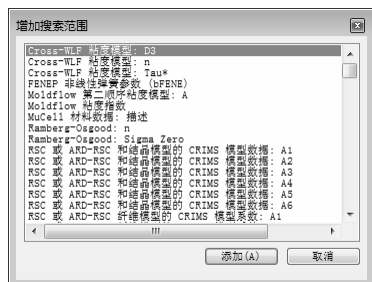 增加搜索范围
Cross-WLF 粘度模型: D3
Cross-WLF 粘度模型: n
Cross-WLF 粘度模型: Tau*
FENEP 非线性弹簧参数 (bFENE)
Moldflow 第二顺序粘度模型: A
Moldflow 粘度指数
MuCell 材料数据: 描述
Ramberg-Osgood: n
Ramberg-Osgood: Sigma Zero
RSC 或 ARD-RSC 和结晶模型的 CRIMS 模型数据: A1
RSC 或 ARD-RSC 和结晶模型的 CRIMS 模型数据: A2
RSC 或 ARD-RSC 和结晶模型的 CRIMS 模型数据: A3
RSC 或 ARD-RSC 和结晶模型的 CRIMS 模型数据: A4
RSC 或 ARD-RSC 和结晶模型的 CRIMS 模型数据: A5
RSC 或 ARD-RSC 和结晶模型的 CRIMS 模型数据: A6
RSC 或 ARD-RSC 纤维模型的 CRIMS 模型系数: A1
添加(A) 取消